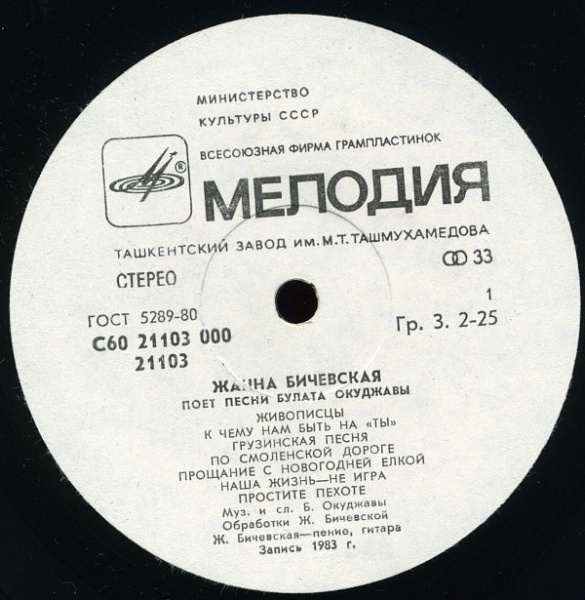 МИНИСТЕРСТВО
КУЛЬТУРЫ СССР
ВСЕСОЮЗНАЯ ФИРМА ГРАМПЛАСТИНОК
®
МЕЛОДИЯ
ТАШКЕНТСКИЙ ЗАВОД ИМ. М.Т. ТАШМУХАМЕДОВА
СТЕРЕО
33
ГОСТ 5289-80
1
С60 21103 000
Гр. 3. 2-25
21103
ЖАННА БИЧЕВСКАЯ
ПОЕТ ПЕСНИ БУЛАТА ОКУДЖАВЫ
ЖИВОПИСЦЫ
К ЧЕМУ НАМ БЫТЬ НА «ТЫ»
ГРУЗИНСКАЯ ПЕСНЯ
ПО СМОЛЕНСКОЙ ДОРОГЕ
ПРОЩАНИЕ С НОВОГОДНЕЙ ЕЛКОЙ
НАША ЖИЗНЬ—НЕ ИГРА
ПРОСТИТЕ ПЕХОТЕ
Муз. и сл. Б. Окуджавы
Обработки Ж. Бичевской
Ж. Бичевская—пение, гитара
Запись 1983 г.